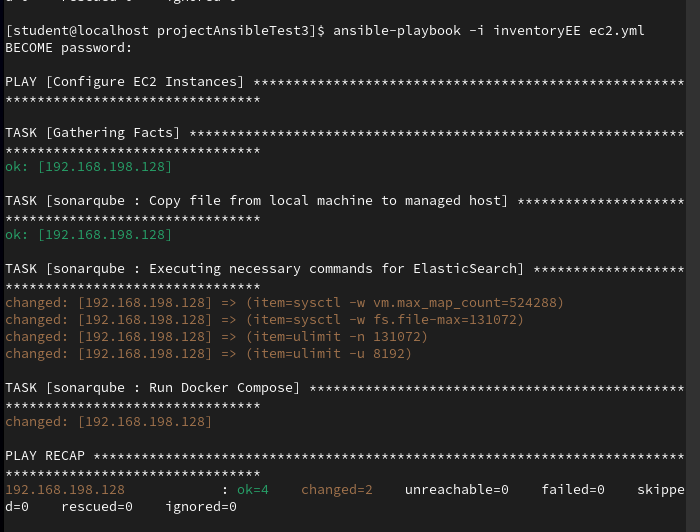 [student@localhost projectAnsibleTest3]$ ansible-playbook -i inventoryEE ec2.yml
BECOME password:
PLAY [Configure EC2 Instances] ******************************************************
********************************
TASK [Gathering Facts] **************************************************************
********************************
ok: [192.168.198.128]
TASK [sonarqube : Copy file from local machine to managed host] *********************
********************************
ok: [192.168.198.128]
TASK [sonarqube : Executing necessary commands for ElasticSearch] *******************
********************************
changed: [192.168.198.128] => (item=sysctl -w vm.max_map_count=524288)
changed: [192.168.198.128] => (item=sysctl -w fs.file-max=131072)
changed: [192.168.198.128] => (item=ulimit -n 131072)
changed: [192.168.198.128] => (item=ulimit -u 8192)
TASK [sonarqube : Run Docker Compose] ***********************************************
********************************
changed: [192.168.198.128]
PLAY RECAP **************************************************************************
********************************
192.168.198.128            : ok=4    changed=2    unreachable=0    failed=0    skippe
d=0    rescued=0    ignored=0